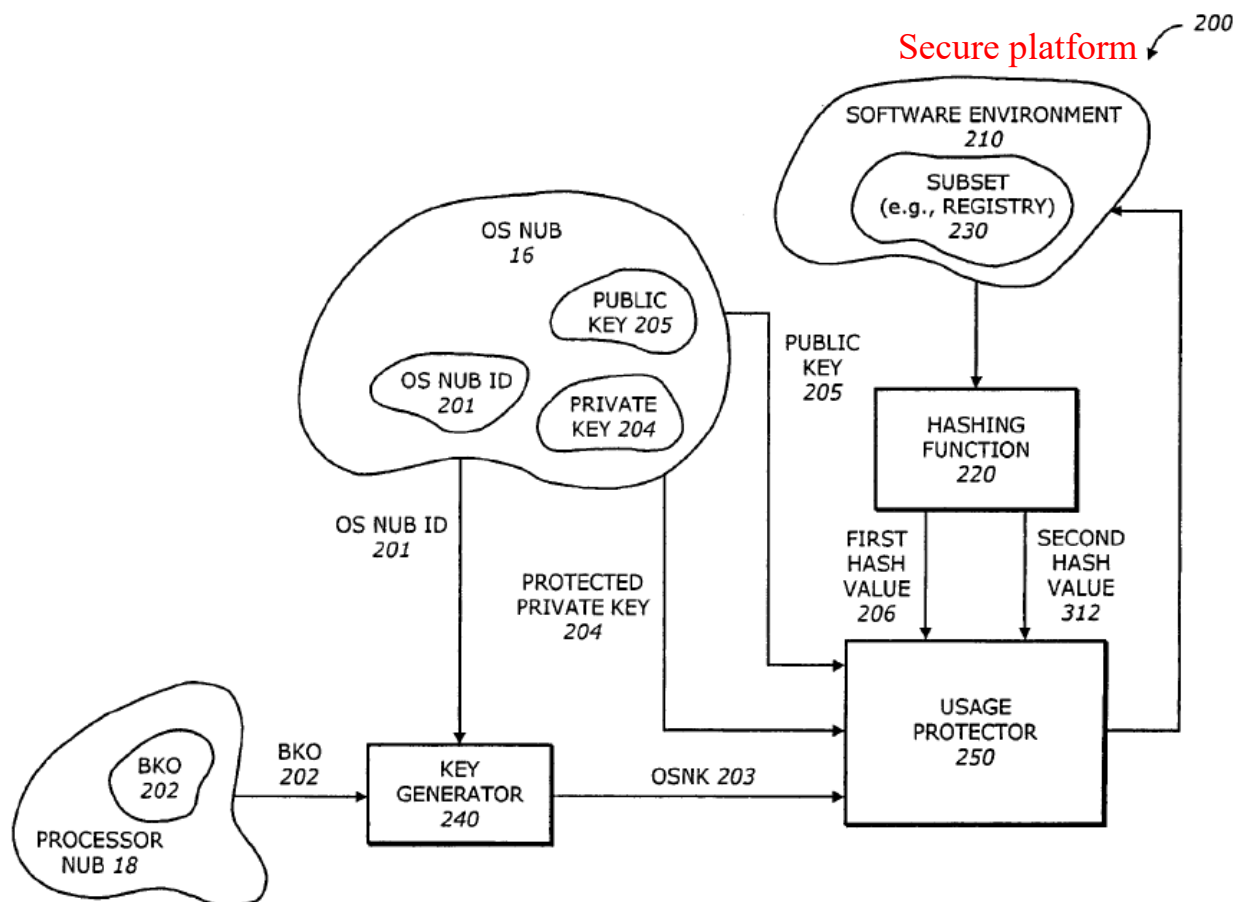 200
Secure platform
SOFTWARE ENVIRONMENT
210
SUBSET
(e.g., REGISTRY)
230
OS NUB
16
PUBLIC
KEY 205
OS NUB ID
201
PRIVATE
KEY 204
PUBLIC
KEY
205
HASHING
FUNCTION
220
OS NUB ID
201
PROTECTED
PRIVATE KEY
204
FIRST
HASH
VALUE
206
SECOND
HASH
VALUE
312
USAGE
PROTECTOR
250
BKO
202
PROCESSOR
NUB 18
BKO
202
KEY
GENERATOR
240
OSNK 203